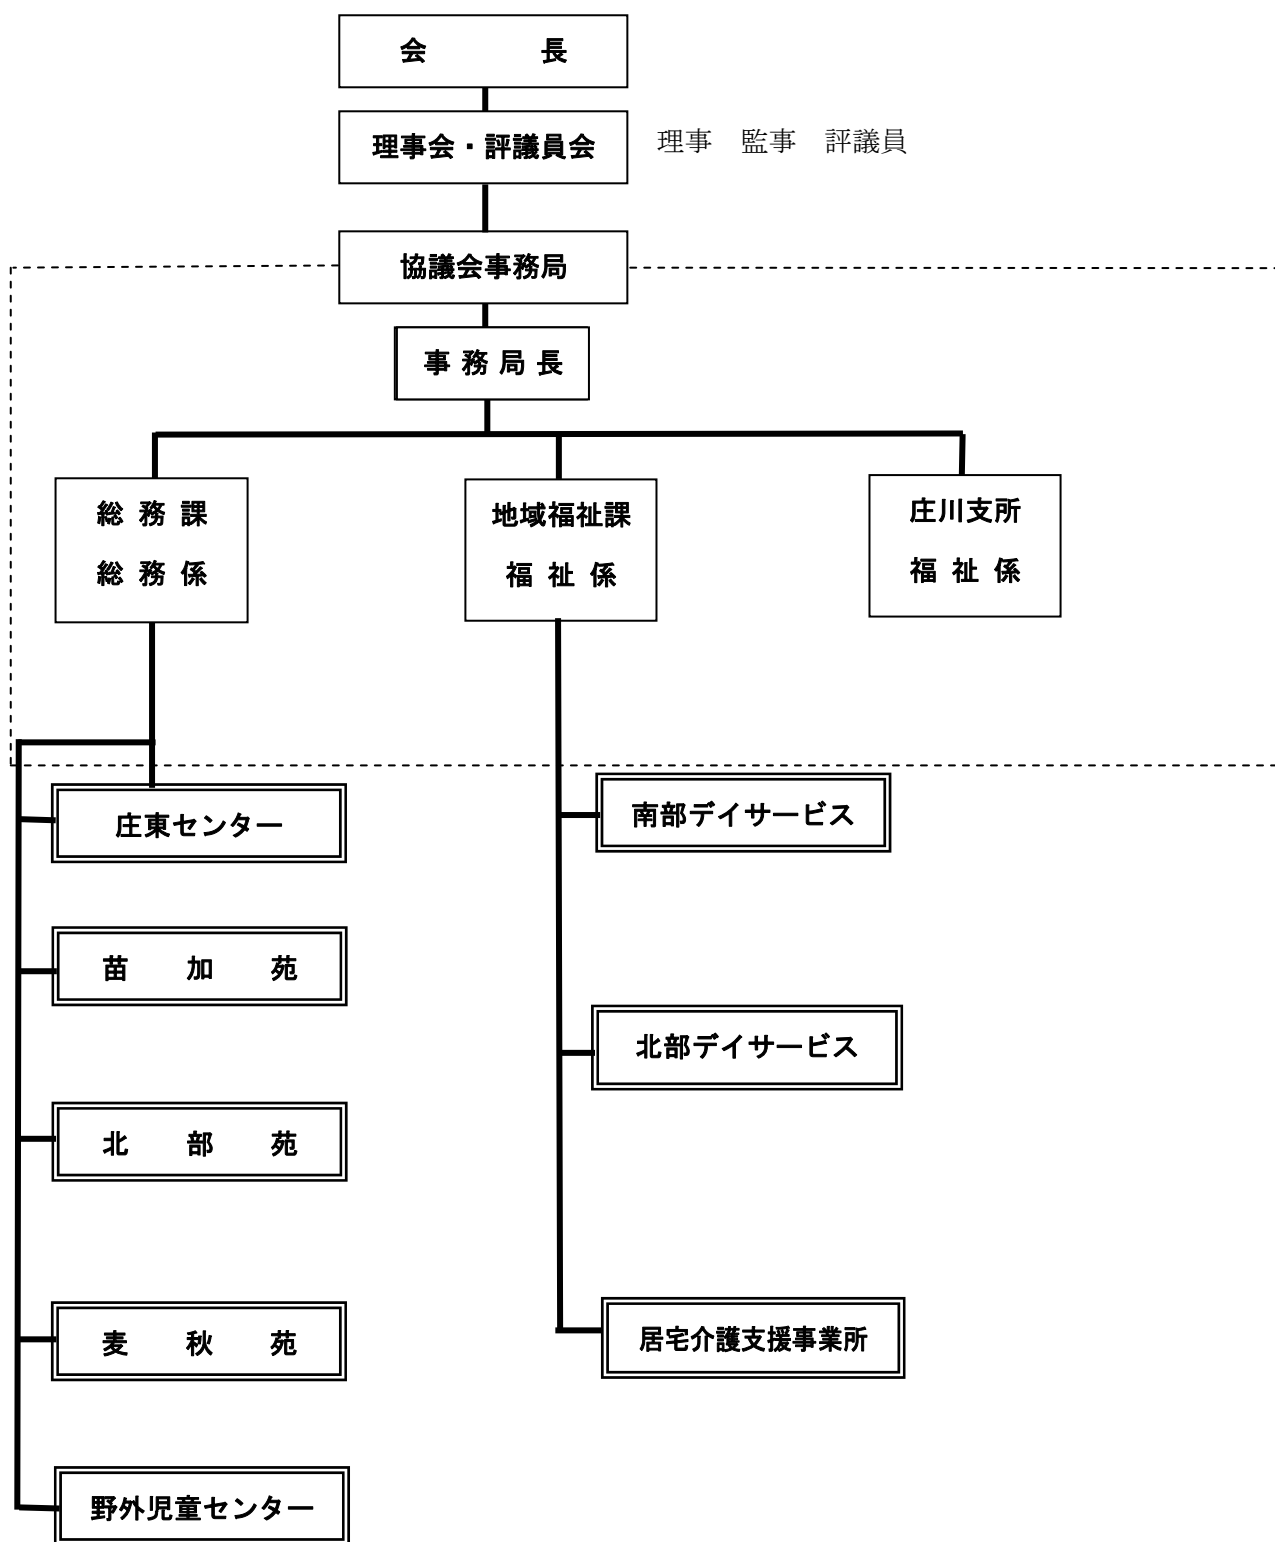 会　　長
理事会・評議員会
理事　監事　評議員
協議会事務局
事 務 局 長
総 務 課
総 務 係
地域福祉課
福 祉 係
庄川支所
福 祉 係
庄東センター
南部デイサービス
苗　加　苑
北部デイサービス
北　部　苑
麦　秋　苑
居宅介護支援事業所
野外児童センター